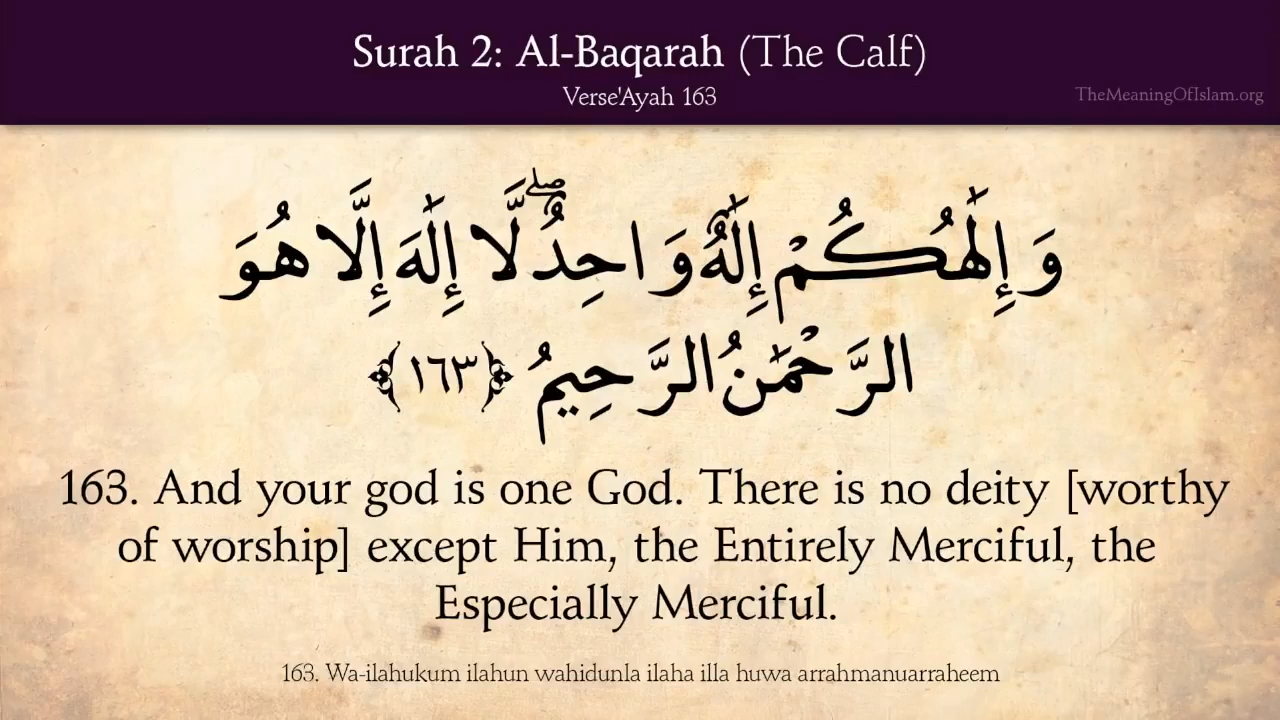 Surah 2: Al-Baqarah (The Calf)
Verse'Ayah 163
TheMeaningOfIslam.org
وَإِلَٰهُكُمْ إِلَٰهٌ وَاحِدٌ ۖ لَّا إِلَٰهَ إِلَّا هُوَ
الرَّحْمَٰنُ الرَّحِيمُ ﴿١٦٣﴾
163. And your god is one God. There is no deity [worthy
of worship] except Him, the Entirely Merciful, the
Especially Merciful.
163. Wa-ilahukum ilahun wahidunla ilaha illa huwa arrahmanuarraheem